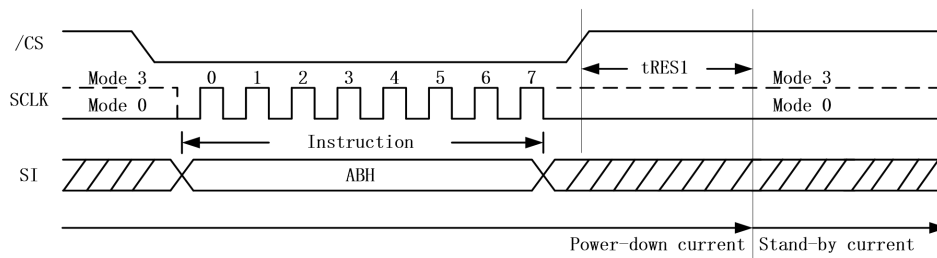 /CS
tRES1
Mode 3 0 1 2 3 4 5 6 7 Mode 3
SCLK
Mode 0 Mode 0
Instruction
SI ABH
Power-down current Stand-by current